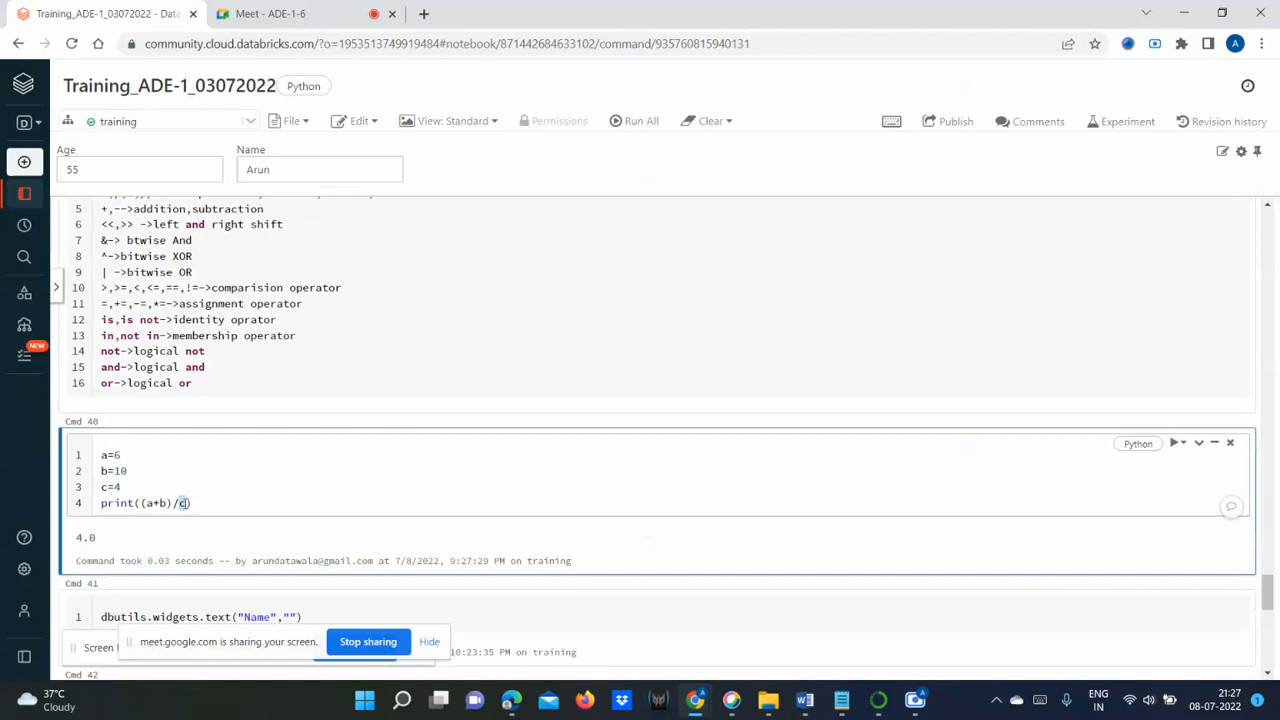 Training_ADE-1_03072022 - Data
Meet - ADE-1-6
community.cloud.databricks.com/?o=1953513749919484#notebook/871442684633102/command/935760815940131
A
Training_ADE-1_03072022 Python
D
training File Edit View: Standard Permissions Run All Clear Publish Comments Experiment Revision history
Age Name
55 Arun
5 +,-->addition,subtraction
6 <<,>> ->left and right shift
7 &-> btwise And
8 ^->bitwise XOR
9 | ->bitwise OR
10 >,>=,<,<=,==,!=->comparision operator
11 =,+=,-=,*=->assignment operator
12 is,is not->identity oprator
13 in,not in->membership operator
14 not->logical not
15 and->logical and
16 or->logical or
NEW
Cmd 40
Python
1 a=6
2 b=10
3 c=4
4 print((a+b)/c)
4.0
Command took 0.03 seconds -- by arundatawala@gmail.com at 7/8/2022, 9:27:29 PM on training
Cmd 41
1 dbutils.widgets.text("Name","")
meet.google.com is sharing your screen. Stop sharing Hide
Screen
10:23:35 PM on training
Cmd 42
37°C
Cloudy
ENG
IN
21:27
08-07-2022
1